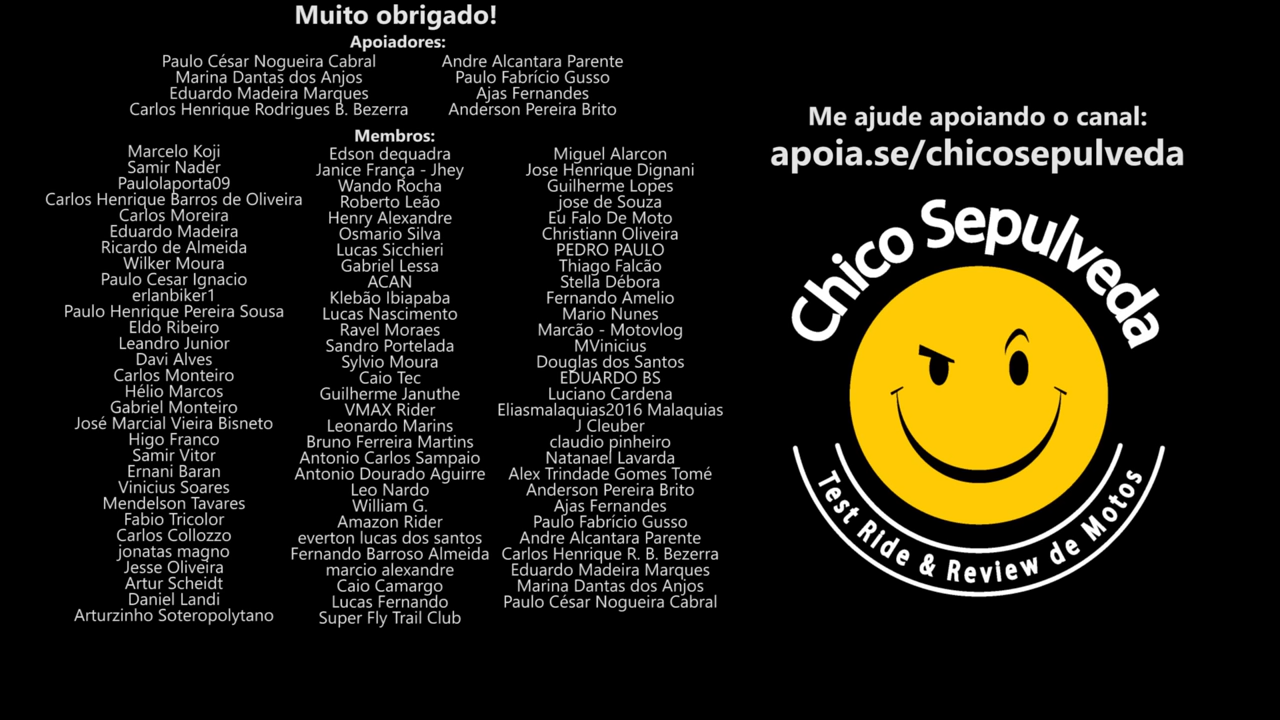 Muito obrigado!
Apoiadores:
Paulo César Nogueira Cabral
Marina Dantas dos Anjos
Eduardo Madeira Marques
Carlos Henrique Rodrigues B. Bezerra
Andre Alcantara Parente
Paulo Fabrício Gusso
Ajas Fernandes
Anderson Pereira Brito
Membros:
Marcelo Koji
Samir Nader
Paulolaporta09
Carlos Henrique Barros de Oliveira
Carlos Moreira
Eduardo Madeira
Ricardo de Almeida
Wilker Moura
Paulo Cesar Ignacio
erlanbiker1
Paulo Henrique Pereira Sousa
Eldo Ribeiro
Leandro Junior
Davi Alves
Carlos Monteiro
Hélio Marcos
Gabriel Monteiro
José Marcial Vieira Bisneto
Higo Franco
Samir Vitor
Ernani Baran
Vinicius Soares
Mendelson Tavares
Fabio Tricolor
Carlos Collozzo
jonatas magno
Jesse Oliveira
Artur Scheidt
Daniel Landi
Arturzinho Soteropolytano
Edson dequadra
Janice França - Jhey
Wando Rocha
Roberto Leão
Henry Alexandre
Osmario Silva
Lucas Sicchieri
Gabriel Lessa
ACAN
Klebão Ibiapaba
Lucas Nascimento
Ravel Moraes
Sandro Portelada
Sylvio Moura
Caio Tec
Guilherme Januthe
VMAX Rider
Leonardo Marins
Bruno Ferreira Martins
Antonio Carlos Sampaio
Antonio Dourado Aguirre
Leo Nardo
William G.
Amazon Rider
everton lucas dos santos
Fernando Barroso Almeida
marcio alexandre
Caio Camargo
Lucas Fernando
Super Fly Trail Club
Miguel Alarcon
Jose Henrique Dignani
Guilherme Lopes
jose de Souza
Eu Falo De Moto
Christiann Oliveira
PEDRO PAULO
Thiago Falcão
Stella Débora
Fernando Amelio
Mario Nunes
Marcão - Motovlog
MVinicius
Douglas dos Santos
EDUARDO BS
Luciano Cardena
Eliasmalaquias2016 Malaquias
J Cleuber
claudio pinheiro
Natanael Lavarda
Alex Trindade Gomes Tomé
Anderson Pereira Brito
Ajas Fernandes
Paulo Fabrício Gusso
Andre Alcantara Parente
Carlos Henrique R. B. Bezerra
Eduardo Madeira Marques
Marina Dantas dos Anjos
Paulo César Nogueira Cabral
Me ajude apoiando o canal:
apoia.se/chicosepulveda
Chico Sepulveda
Test Ride & Review de Motos